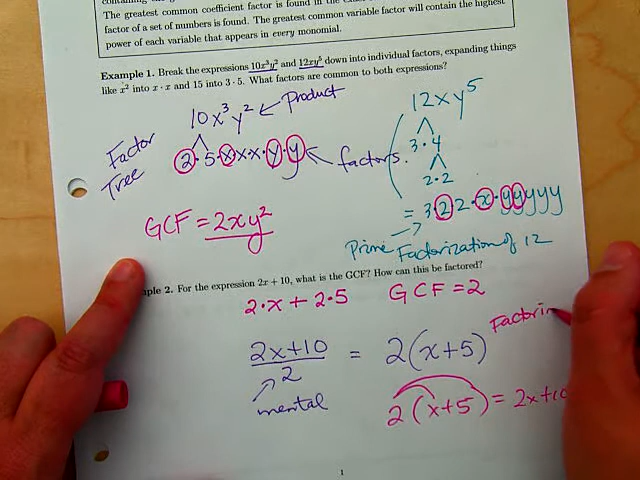 The greatest common coefficient factor is found in the
factor of a set of numbers is found. The greatest common variable factor will contain the highest
power of each variable that appears in every monomial.
Example 1. Break the expressions 10x³y² and 12xy⁵ down into individual factors, expanding things
like x² into x · x and 15 into 3 · 5. What factors are common to both expressions?
10x³y² ← Product
12xy⁵
Factor
Tree
2·5·x·x·x·y·y ← factors.
3·4
2·2
= 3·2·2·x·yyyyy
GCF = 2xy²
Prime Factorization of 12
ple 2. For the expression 2x + 10, what is the GCF? How can this be factored?
2·x + 2·5 GCF = 2
Factorin
2x+10 / 2 = 2(x+5)
mental
2(x+5) = 2x+10
1